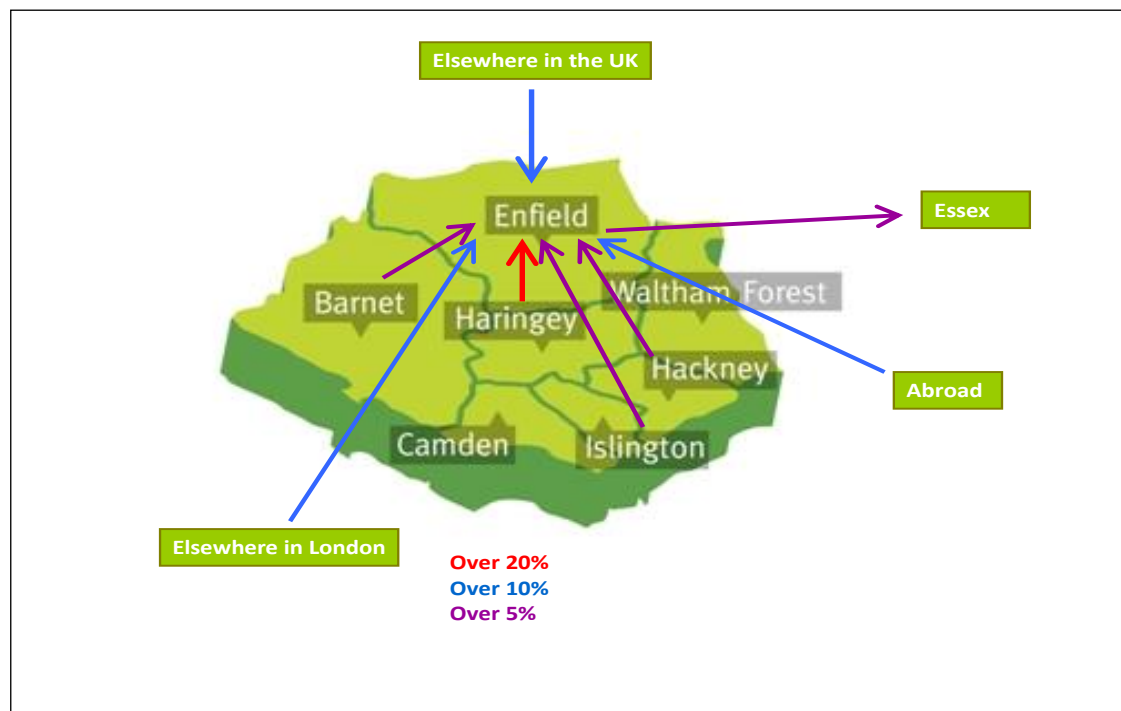 Elsewhere in the UK
Enfield
Essex
Waltham Forest
Barnet
Haringey
Hackney
Abroad
Camden
Islington
Elsewhere in London
Over 20%
Over 10%
Over 5%